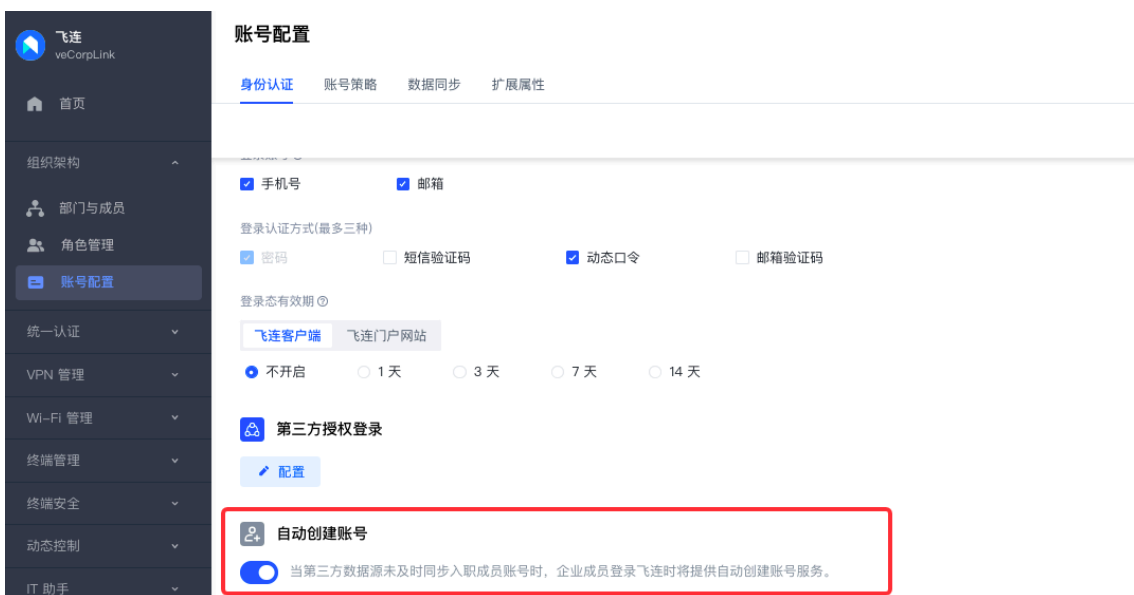 飞连
veCorpLink
首页
组织架构
部门与成员
角色管理
账号配置
统一认证
VPN 管理
Wi-Fi 管理
终端管理
终端安全
动态控制
IT 助手
账号配置
身份认证 账号策略 数据同步 扩展属性
手机号 邮箱
登录认证方式(最多三种)
密码 短信验证码 动态口令 邮箱验证码
登录态有效期
飞连客户端 飞连门户网站
不开启 1 天 3 天 7 天 14 天
第三方授权登录
配置
自动创建账号
当第三方数据源未及时同步入职成员账号时，企业成员登录飞连时将提供自动创建账号服务。